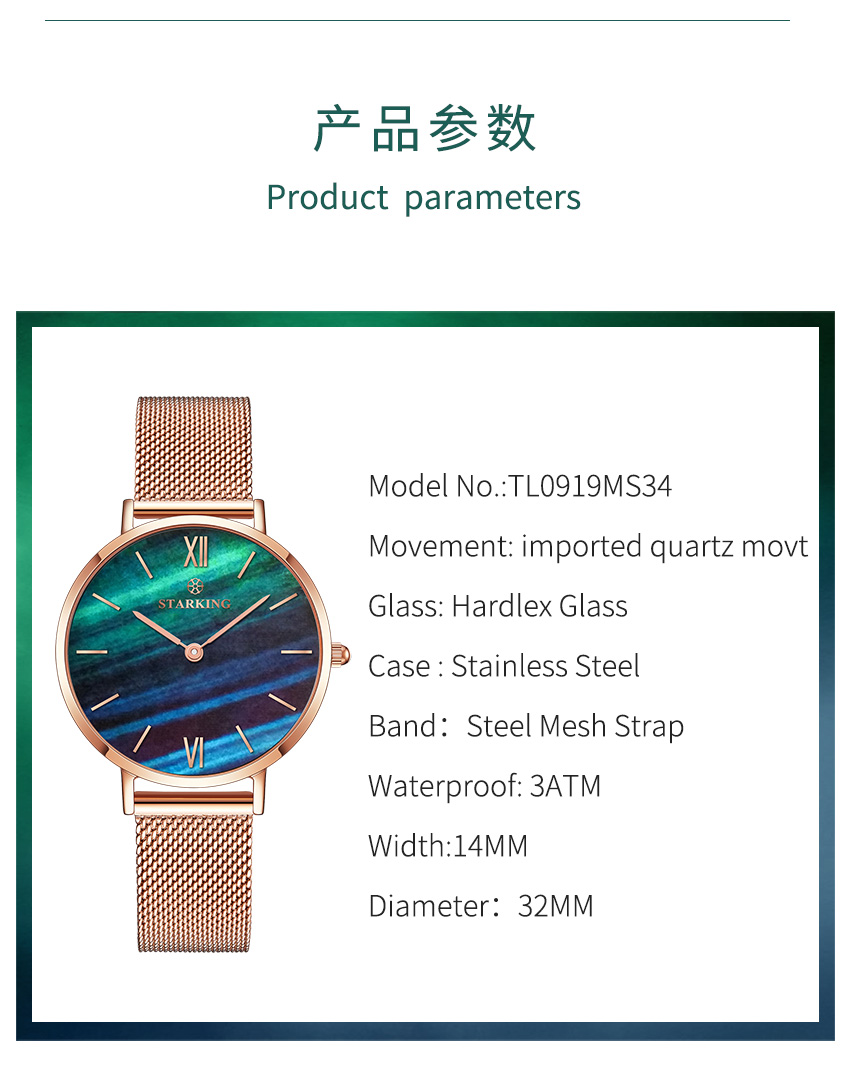 产品参数
Product parameters
XII
STARKING
VI
Model No.:TL0919MS34
Movement: imported quartz movt
Glass: Hardlex Glass
Case : Stainless Steel
Band：Steel Mesh Strap
Waterproof: 3ATM
Width:14MM
Diameter：32MM